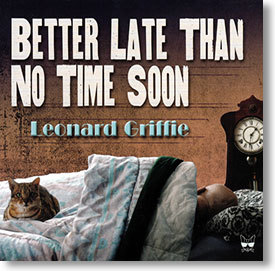 BETTER LATE THAN
NO TIME SOON
Leonard Griffie